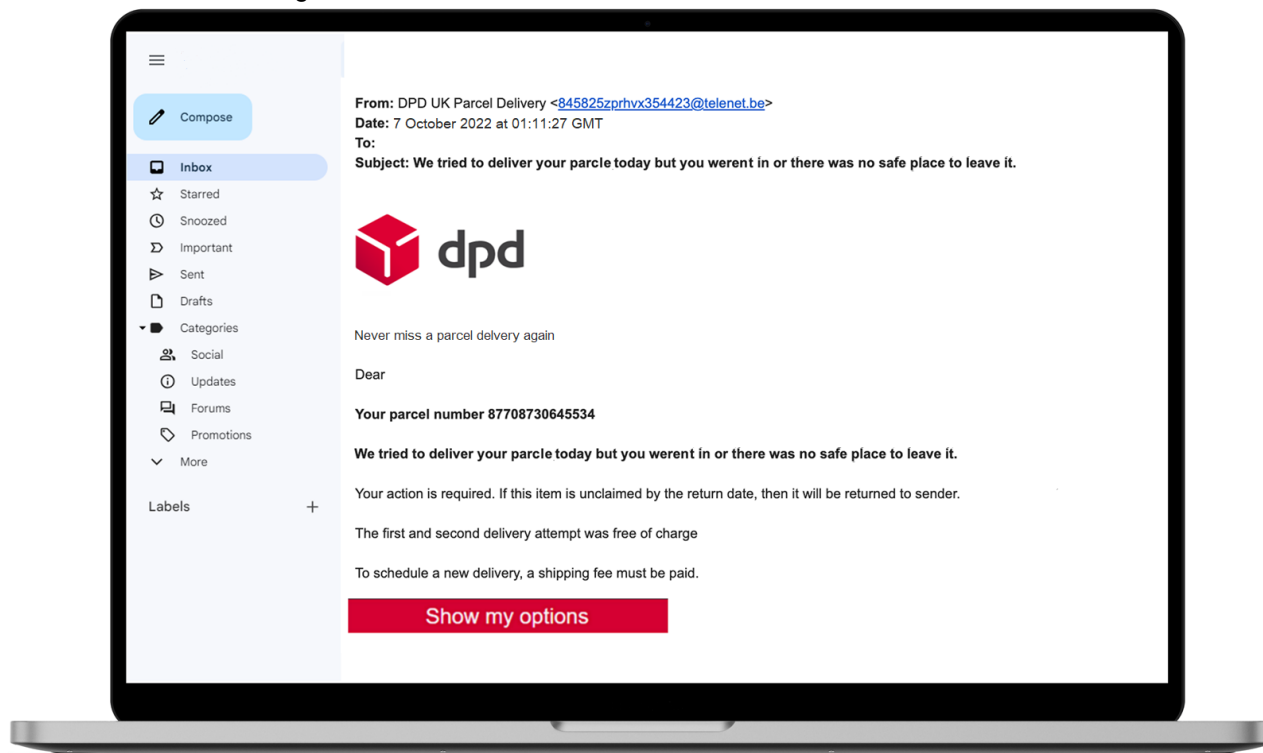 Compose
Inbox
Starred
Snoozed
Important
Sent
Drafts
Categories
Social
Updates
Forums
Promotions
More
Labels
From: DPD UK Parcel Delivery <845825zprhvx354423@telenet.be>
Date: 7 October 2022 at 01:11:27 GMT
To:
Subject: We tried to deliver your parcle today but you werent in or there was no safe place to leave it.
dpd
Never miss a parcel delvery again
Dear
Your parcel number 87708730645534
We tried to deliver your parcle today but you werent in or there was no safe place to leave it.
Your action is required. If this item is unclaimed by the return date, then it will be returned to sender.
The first and second delivery attempt was free of charge
To schedule a new delivery, a shipping fee must be paid.
Show my options